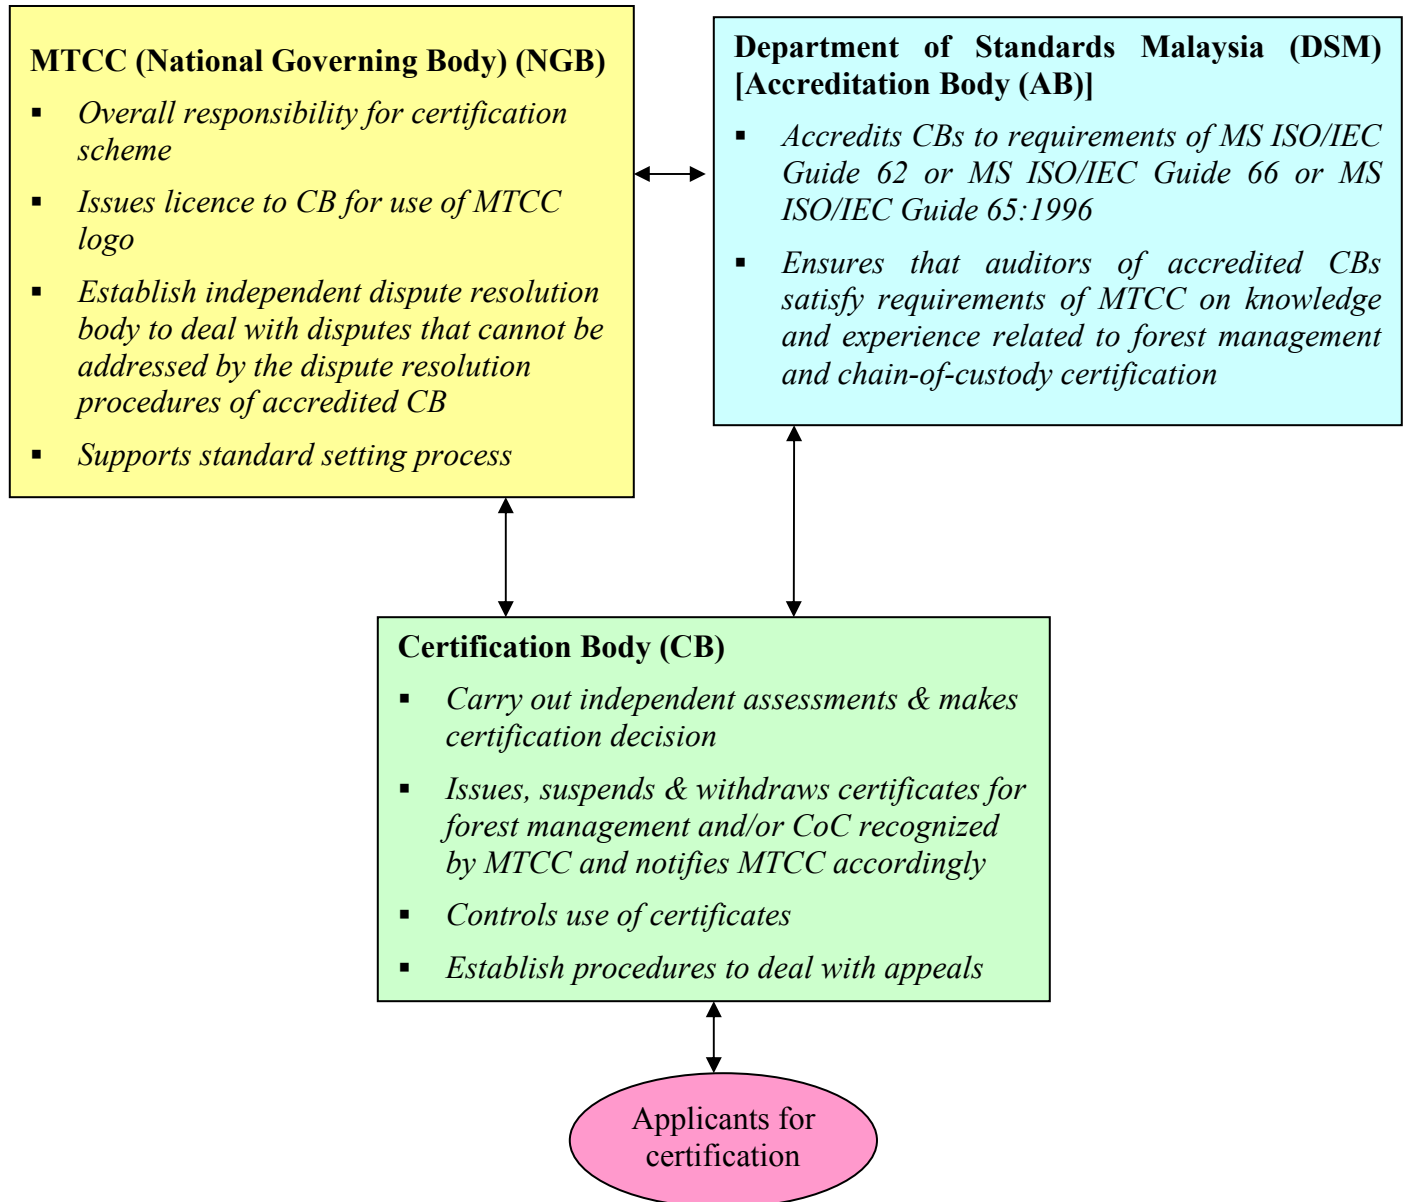 MTCC (National Governing Body) (NGB)
▪ Overall responsibility for certification
scheme
▪ Issues licence to CB for use of MTCC
logo
▪ Establish independent dispute resolution
body to deal with disputes that cannot be
addressed by the dispute resolution
procedures of accredited CB
▪ Supports standard setting process
Department of Standards Malaysia (DSM)
[Accreditation Body (AB)]
▪ Accredits CBs to requirements of MS ISO/IEC
Guide 62 or MS ISO/IEC Guide 66 or MS
ISO/IEC Guide 65:1996
▪ Ensures that auditors of accredited CBs
satisfy requirements of MTCC on knowledge
and experience related to forest management
and chain-of-custody certification
Certification Body (CB)
▪ Carry out independent assessments & makes
certification decision
▪ Issues, suspends & withdraws certificates for
forest management and/or CoC recognized
by MTCC and notifies MTCC accordingly
▪ Controls use of certificates
▪ Establish procedures to deal with appeals
Applicants for
certification